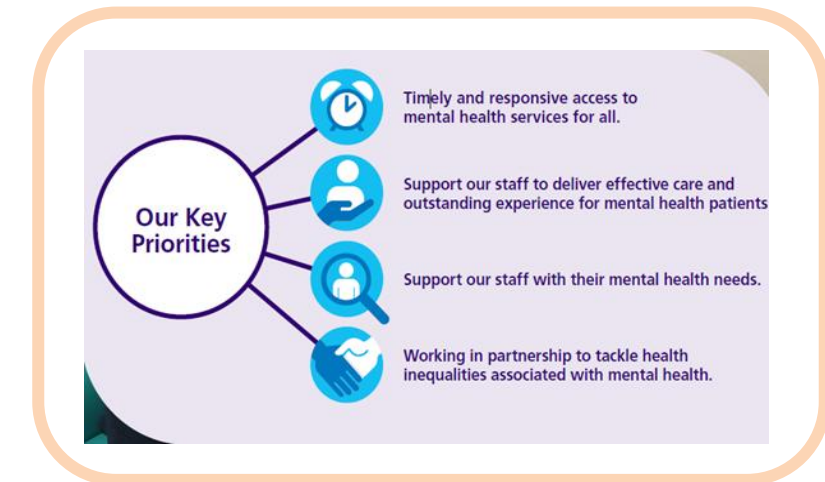 Our Key
Priorities
Timely and responsive access to
mental health services for all.
Support our staff to deliver effective care and
outstanding experience for mental health patients
Support our staff with their mental health needs.
Working in partnership to tackle health
inequalities associated with mental health.